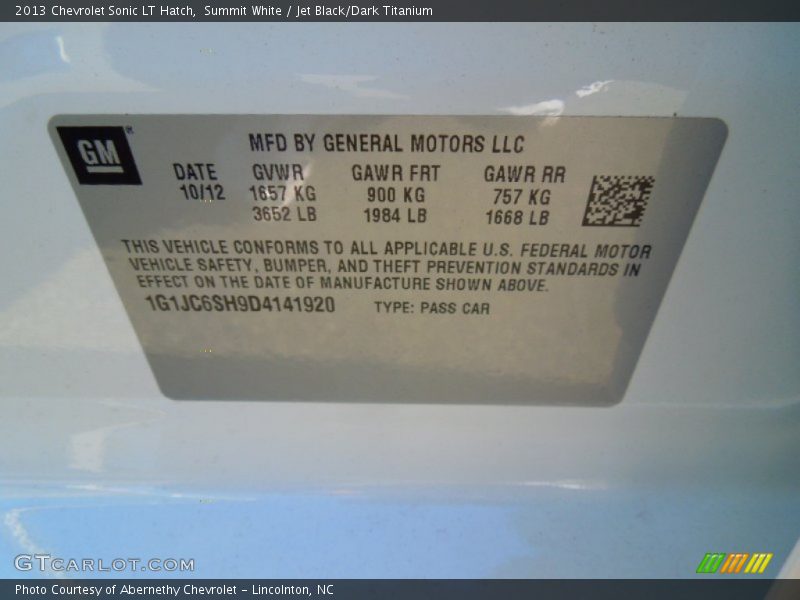 2013 Chevrolet Sonic LT Hatch,  Summit White / Jet Black/Dark Titanium
GM®
MFD BY GENERAL MOTORS LLC
DATE GVWR GAWR FRT GAWR RR
10/12 1657 KG 900 KG 757 KG
3652 LB 1984 LB 1668 LB
THIS VEHICLE CONFORMS TO ALL APPLICABLE U.S. FEDERAL MOTOR
VEHICLE SAFETY, BUMPER, AND THEFT PREVENTION STANDARDS IN
EFFECT ON THE DATE OF MANUFACTURE SHOWN ABOVE.
1G1JC6SH9D4141920 TYPE: PASS CAR
GTCARLOT.COM
Photo Courtesy of Abernethy Chevrolet - Lincolnton, NC